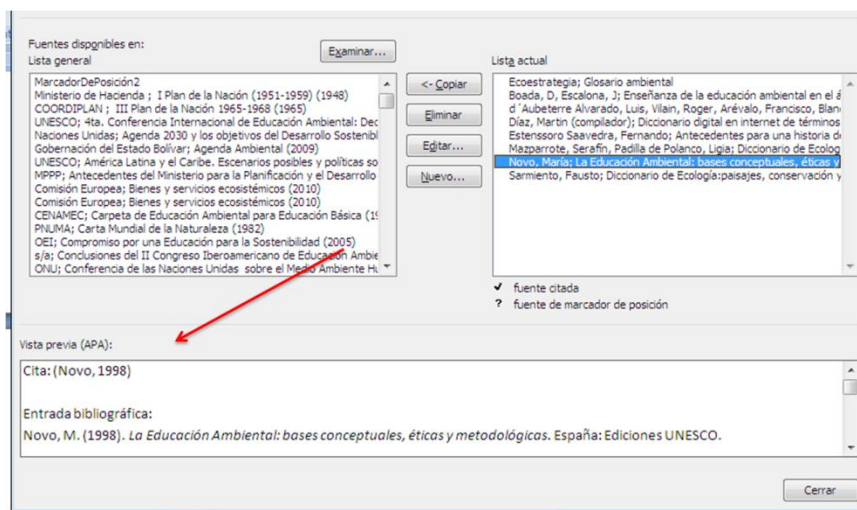 Fuentes disponibles en:
Lista general
Examinar...
MarcadorDePosición2
Ministerio de Hacienda ; I Plan de la Nación (1951-1959) (1948)
COORDIPLAN ; III Plan de la Nación 1965-1968 (1965)
UNESCO; 4ta. Conferencia Internacional de Educación Ambiental: Dec
Naciones Unidas; Agenda 2030 y los objetivos del Desarrollo Sostenibl
Gobernación del Estado Bolívar; Agenda Ambiental (2009)
UNESCO; América Latina y el Caribe. Escenarios posibles y políticas so
MPPP; Antecedentes del Ministerio para la Planificación y el Desarrollo
Comisión Europea; Bienes y servicios ecosistémicos (2010)
Comisión Europea; Bienes y servicios ecosistémicos (2010)
CENAMEC; Carpeta de Educación Ambiental para Educación Básica (19
PNUMA; Carta Mundial de la Naturaleza (1982)
OEI; Compromiso por una Educación para la Sostenibilidad (2005)
s/a; Conclusiones del II Congreso Iberoamericano de Educación Ambie
ONU; Conferencia de las Naciones Unidas sobre el Medio Ambiente Hu
<- Copiar
Eliminar
Editar...
Nuevo...
Lista actual
Ecoestrategia; Glosario ambiental
Boada, D, Escalona, J; Enseñanza de la educación ambiental en el á
d´Aubeterre Alvarado, Luis, Vilain, Roger, Arévalo, Francisco, Blan
Díaz, Martin (compilador); Diccionario digital en internet de términos
Estenssoro Saavedra, Fernando; Antecedentes para una historia d
Mazparrote, Serafín, Padilla de Polanco, Ligia; Diccionario de Ecolog
Novo, María; La Educación Ambiental: bases conceptuales, éticas y
Sarmiento, Fausto; Diccionario de Ecología:paisajes, conservación y
✓ fuente citada
? fuente de marcador de posición
Vista previa (APA):
Cita: (Novo, 1998)
Entrada bibliográfica:
Novo, M. (1998). La Educación Ambiental: bases conceptuales, éticas y metodológicas. España: Ediciones UNESCO.
Cerrar